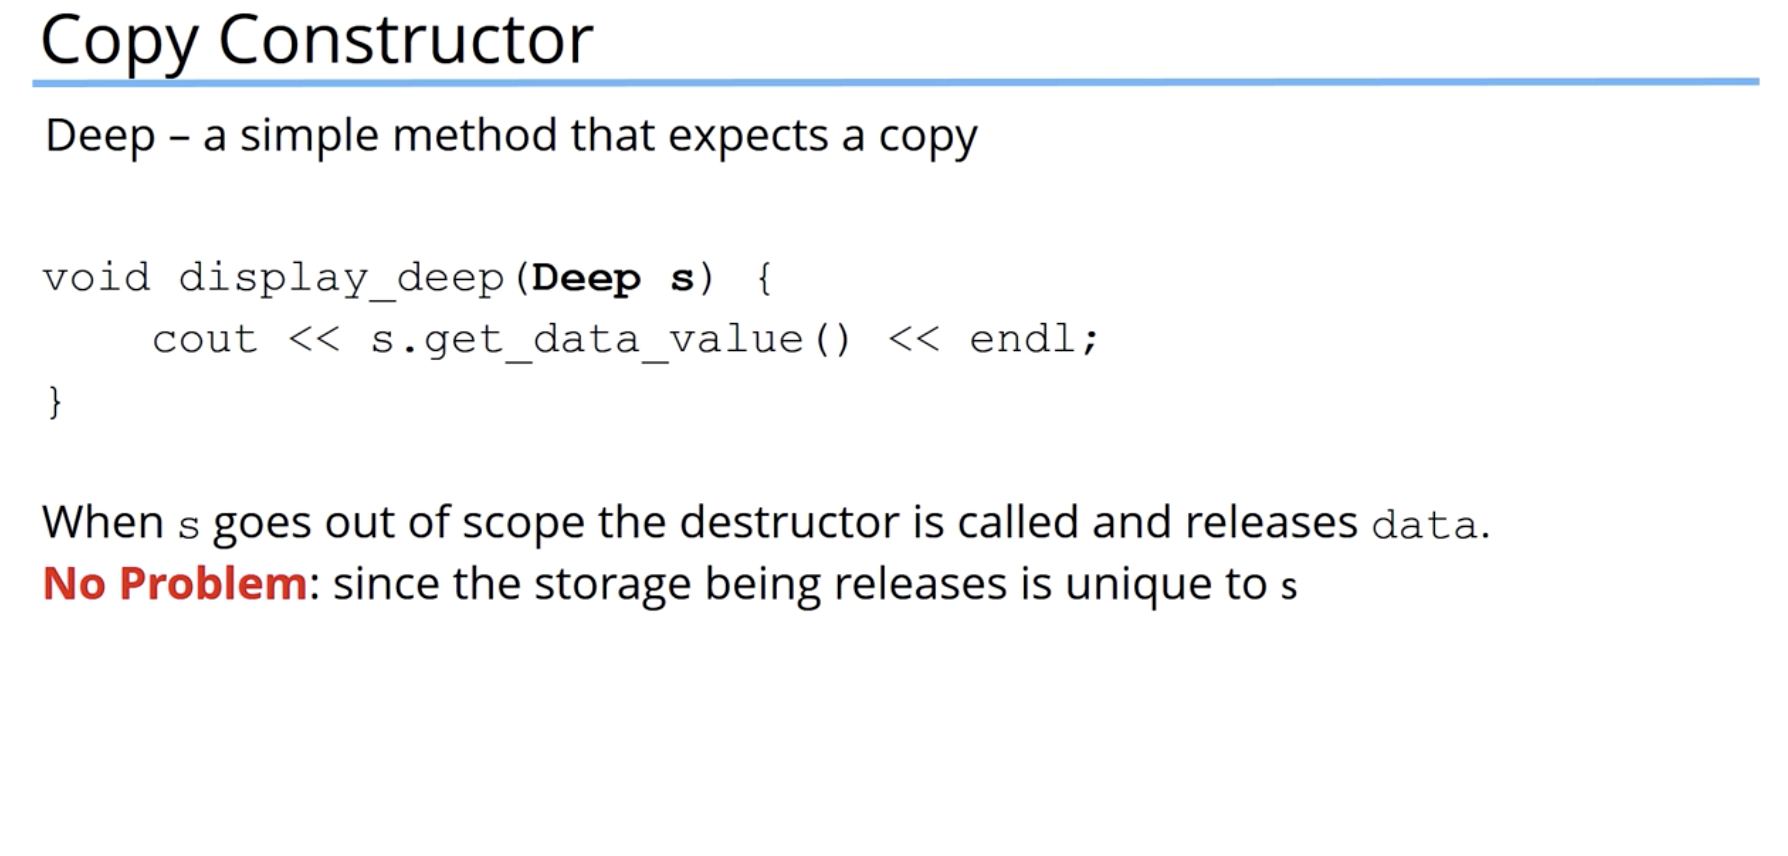 Copy Constructor
Deep – a simple method that expects a copy
void display_deep(Deep s) {
    cout << s.get_data_value() << endl;
}
When s goes out of scope the destructor is called and releases data.
No Problem: since the storage being releases is unique to s